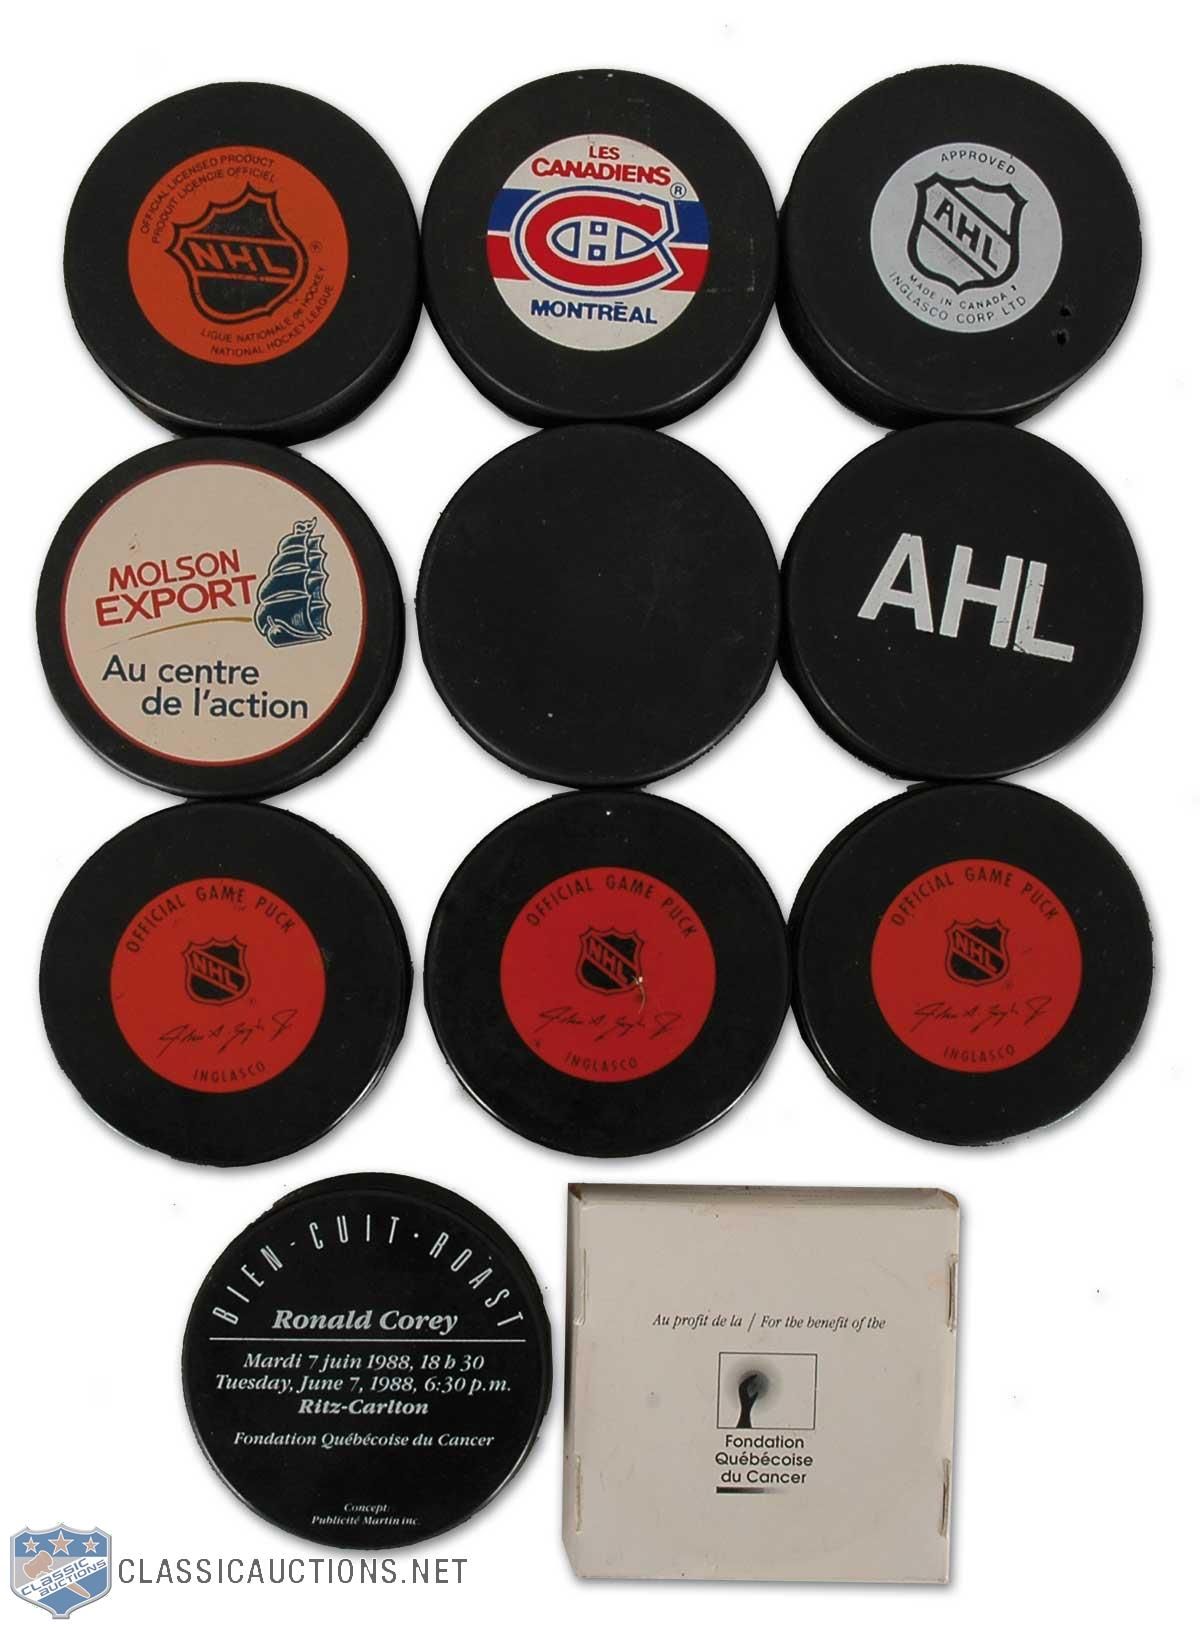 OFFICIAL LICENSED PRODUCT
PRODUIT LICENCIE OFFICIEL
NHL
®
LIGUE NATIONALE de HOCKEY
NATIONAL HOCKEY LEAGUE
LES
CANADIENS
®
MONTRÉAL
APPROVED
AHL
MADE IN CANADA
INGLASCO CORP. LTD
MOLSON
EXPORT
Au centre
de l'action
AHL
OFFICIAL GAME PUCK
NHL
®
INGLASCO
OFFICIAL GAME PUCK
NHL
INGLASCO
OFFICIAL GAME PUCK
NHL
®
INGLASCO
BIEN-CUIT·ROAST
Ronald Corey
Mardi 7 juin 1988, 18 h 30
Tuesday, June 7, 1988, 6:30 p.m.
Ritz-Carlton
Fondation Québécoise du Cancer
Concept:
Publicité Martin inc.
Au profit de la / For the benefit of the
Fondation
Québécoise
du Cancer
CLASSIC
AUCTIONS
CLASSICAUCTIONS.NET